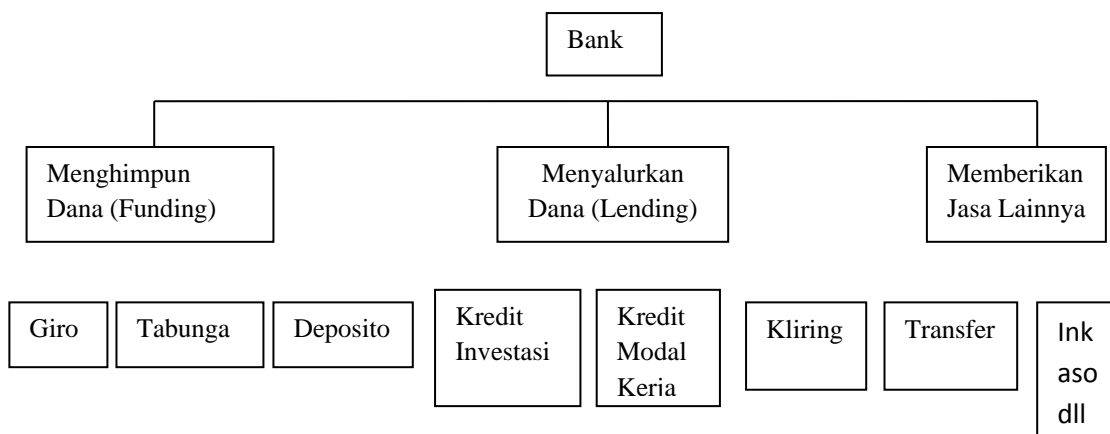 Bank
Menghimpun
Dana (Funding)
Menyalurkan
Dana (Lending)
Memberikan
Jasa Lainnya
Giro
Tabunga
Deposito
Kredit
Investasi
Kredit
Modal
Kerja
Kliring
Transfer
Ink
aso
dll